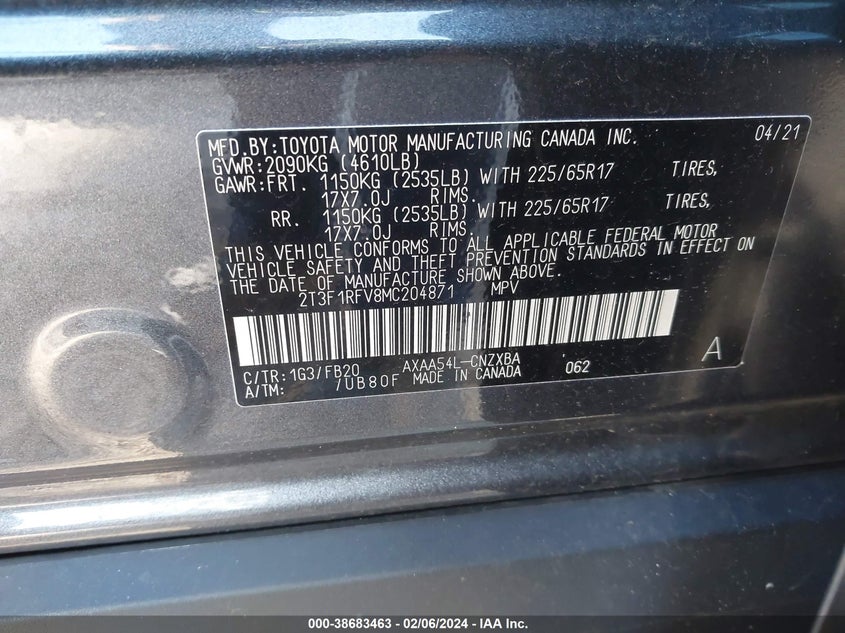 MFD.BY:TOYOTA MOTOR MANUFACTURING CANADA INC. 04/21
GVWR:2090KG (4610LB)
GAWR:FRT. 1150KG (2535LB) WITH 225/65R17 TIRES,
17X7.0J RIMS.
RR. 1150KG (2535LB) WITH 225/65R17 TIRES,
17X7.0J RIMS.
THIS VEHICLE CONFORMS TO ALL APPLICABLE FEDERAL MOTOR
VEHICLE SAFETY AND THEFT PREVENTION STANDARDS IN EFFECT ON
THE DATE OF MANUFACTURE SHOWN ABOVE.
2T3F1RFV8MC204871 MPV
C/TR:1G3/FB20 AXAA54L-CNZXBA '062 A
A/TM: /UB80F MADE IN CANADA
000-38683463 - 02/06/2024 - IAA Inc.